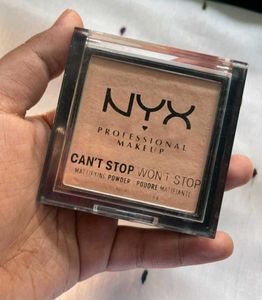 NYX
PROFESSIONAL
MAKEUP
CAN'T STOP WON'T STOP
MATTIFYING POWDER | POUDRE MATIFIANTE